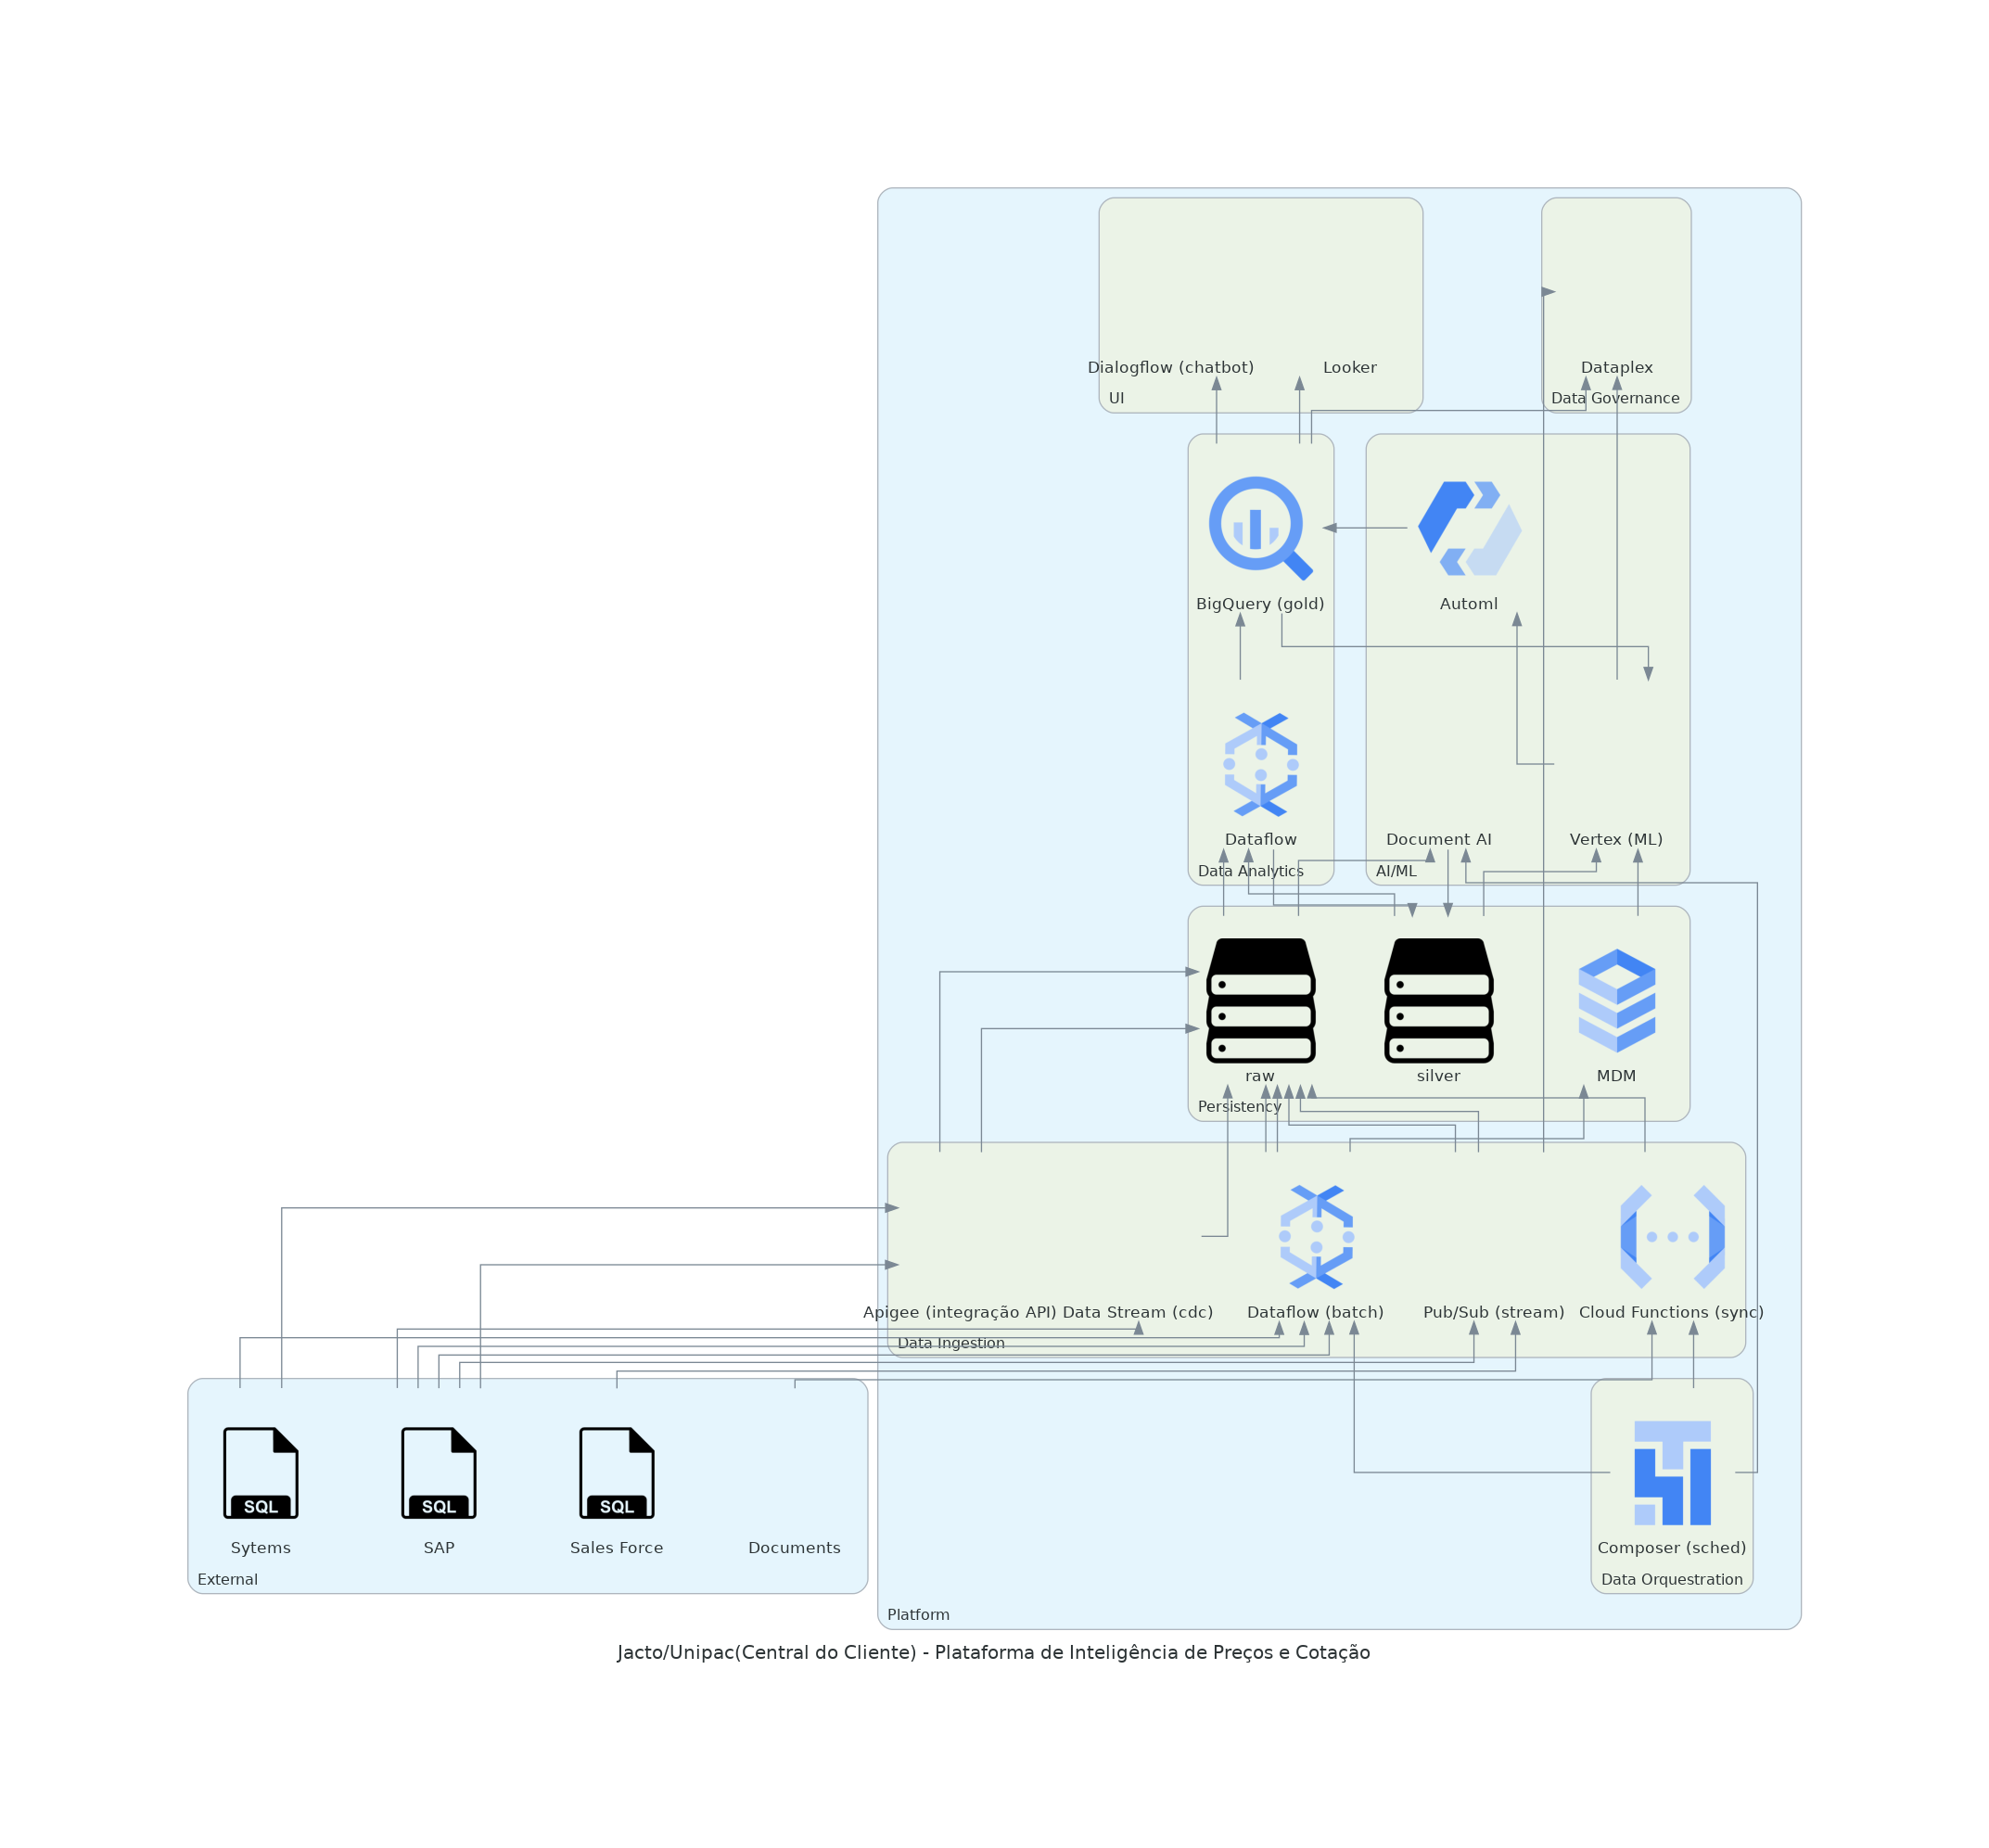 Dialogflow (chatbot)
Looker
UI
Dataplex
Data Governance
BigQuery (gold)
Automl
Dataflow
Data Analytics
Document AI
Vertex (ML)
AI/ML
raw
silver
MDM
Persistency
Apigee (integração API)
Data Stream (cdc)
Dataflow (batch)
Pub/Sub (stream)
Cloud Functions (sync)
Data Ingestion
SQL
SQL
SQL
Sytems
SAP
Sales Force
Documents
External
Composer (sched)
Data Orquestration
Platform
Jacto/Unipac(Central do Cliente) - Plataforma de Inteligência de Preços e Cotação